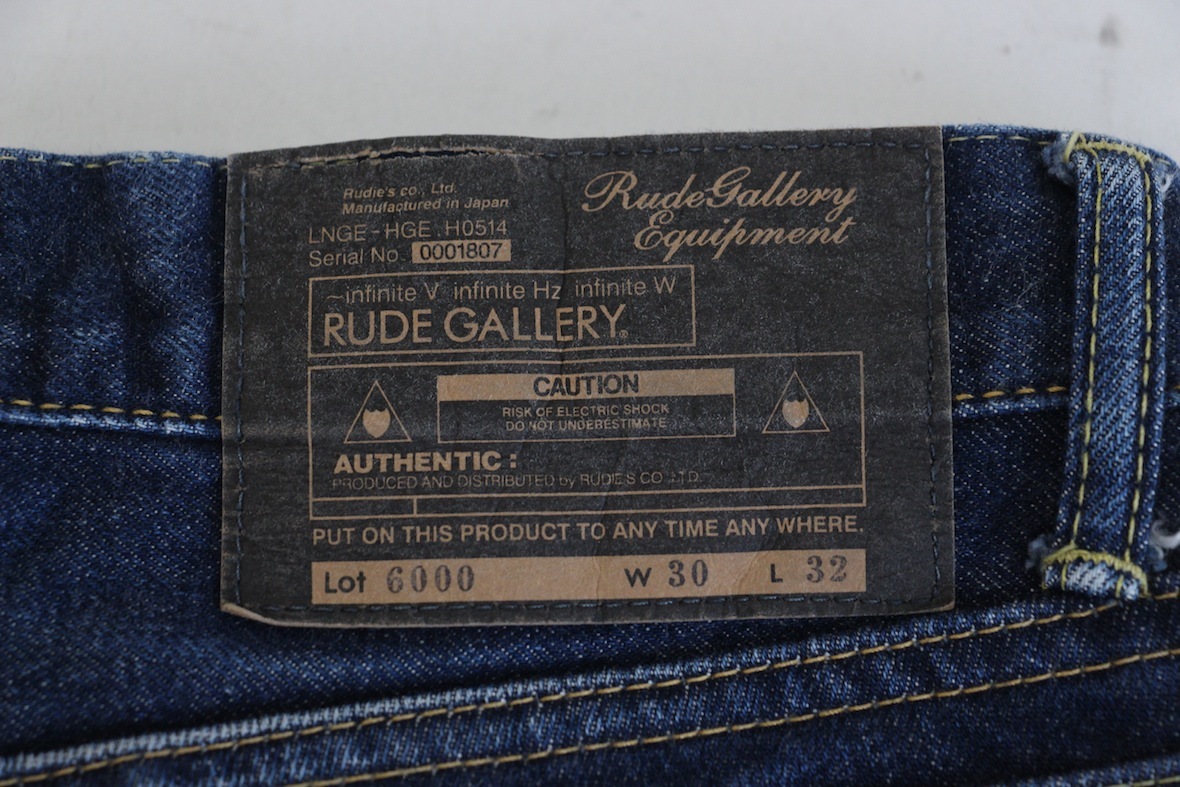 Rudie's co., Ltd.
Manufactured in Japan
LNGE-HGE H0514
Serial No. 0001807
RudeGallery
Equipment
~infinite V infinite Hz infinite W
RUDE GALLERY®
CAUTION
RISK OF ELECTRIC SHOCK
DO NOT UNDERESTIMATE
AUTHENTIC :
PRODUCED AND DISTRIBUTED by RUDIE'S CO.,LTD.
PUT ON THIS PRODUCT TO ANY TIME ANY WHERE.
Lot 6000 W 30 L 32